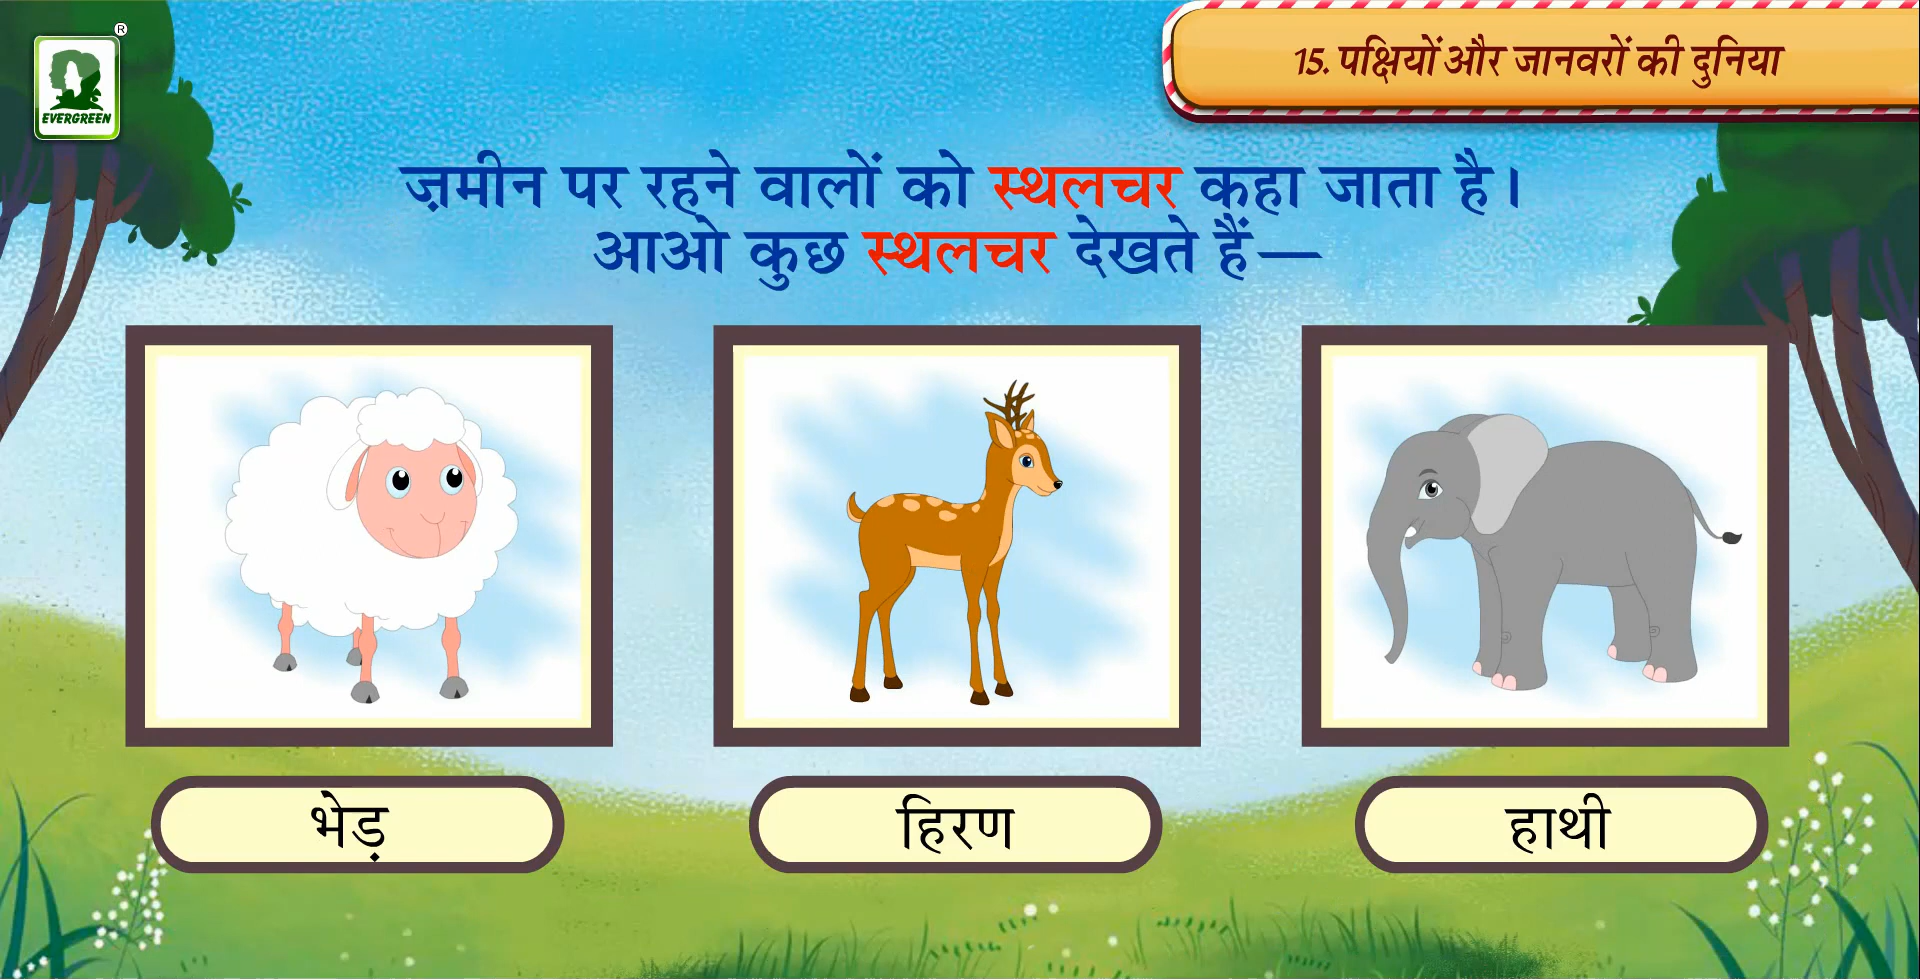 ®
EVERGREEN
15. पक्षियों और जानवरों की दुनिया
ज़मीन पर रहने वालों को स्थलचर कहा जाता है।
आओ कुछ स्थलचर देखते हैं—
भेड़
हिरण
हाथी